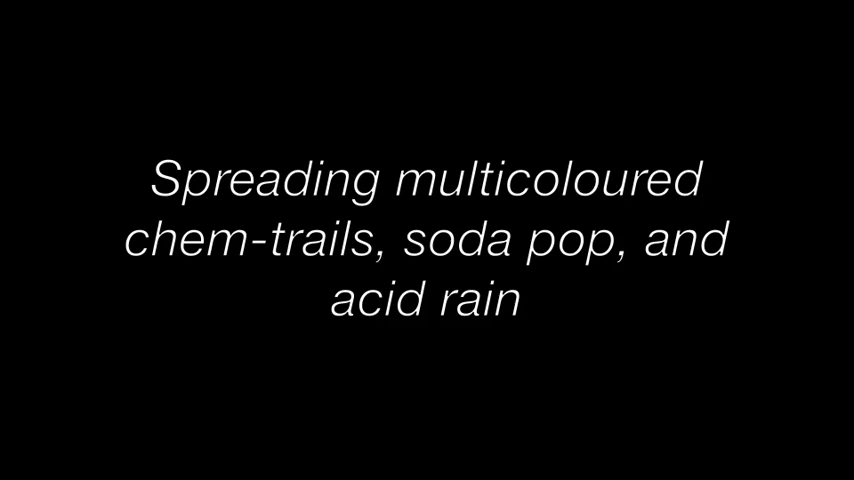 Spreading multicoloured
chem-trails, soda pop, and
acid rain